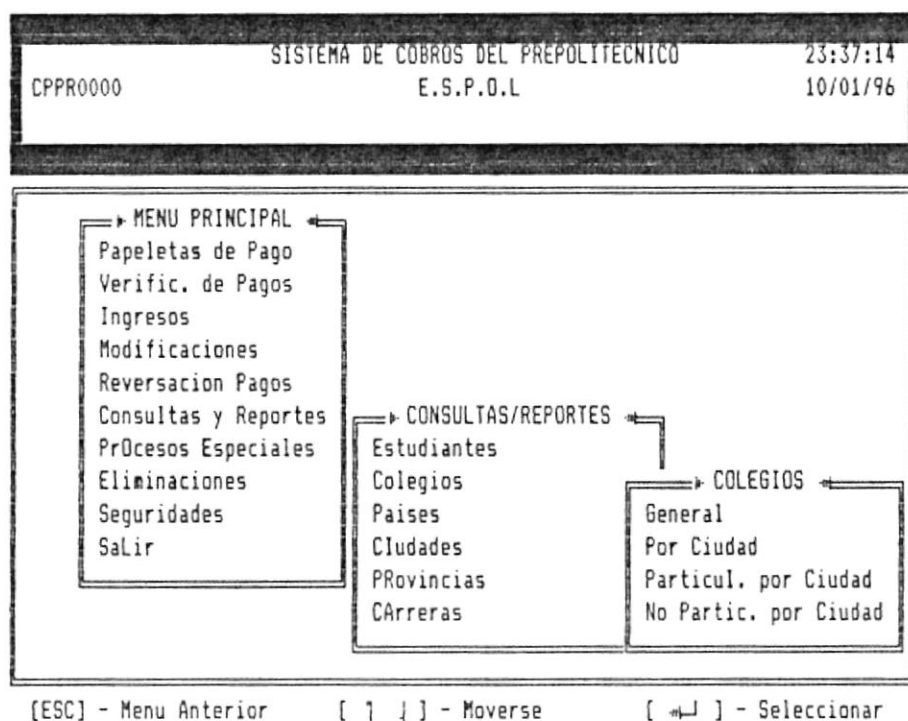 SISTEMA DE COBROS DEL PREPOLITECNICO 23:37:14
CPPR0000 E.S.P.O.L 10/01/96
MENU PRINCIPAL
Papeletas de Pago
Verific. de Pagos
Ingresos
Modificaciones
Reversacion Pagos
Consultas y Reportes
PrOcesos Especiales
Eliminaciones
Seguridades
SaLir
CONSULTAS/REPORTES
Estudiantes
Colegios
Paises
CIudades
PRovincias
CArreras
COLEGIOS
General
Por Ciudad
Particul. por Ciudad
No Partic. por Ciudad
[ESC] - Menu Anterior [ ↑ ↓ ] - Moverse [ ↵ ] - Seleccionar